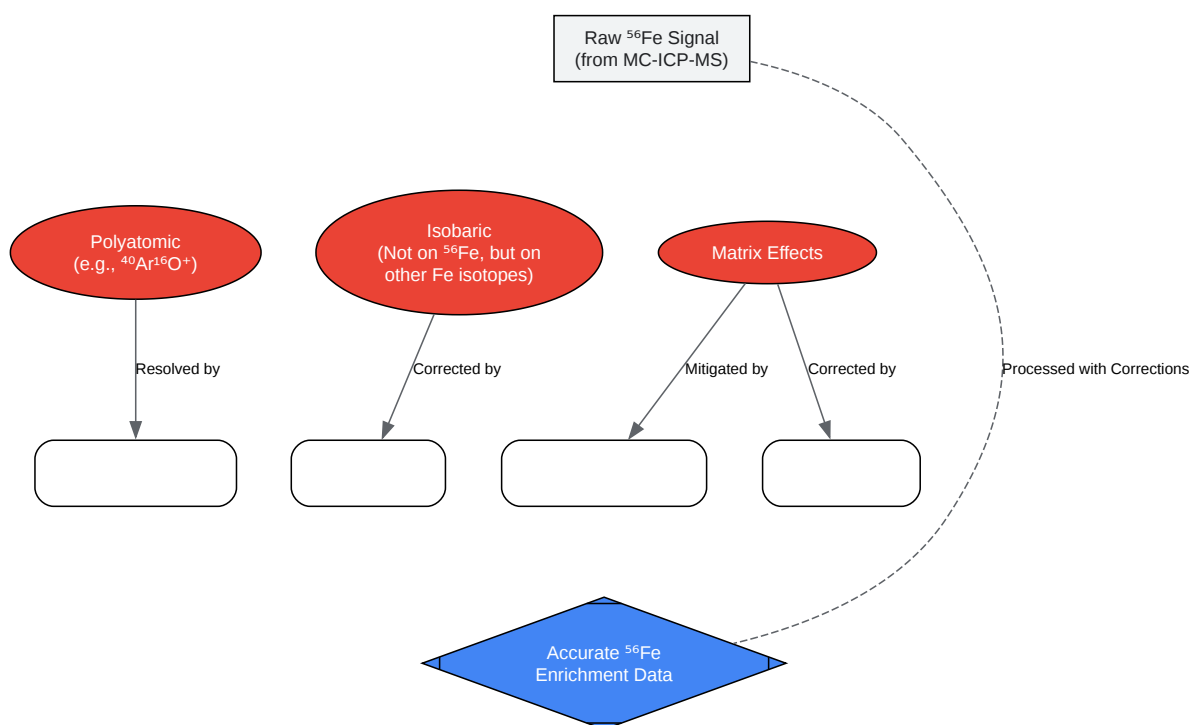 Raw ⁵⁶Fe Signal
(from MC-ICP-MS)
Polyatomic
(e.g., ⁴⁰Ar¹⁶O⁺)
Isobaric
(Not on ⁵⁶Fe, but on
other Fe isotopes)
Matrix Effects
Resolved by
Corrected by
Mitigated by
Corrected by
Processed with Corrections
Accurate ⁵⁶Fe
Enrichment Data